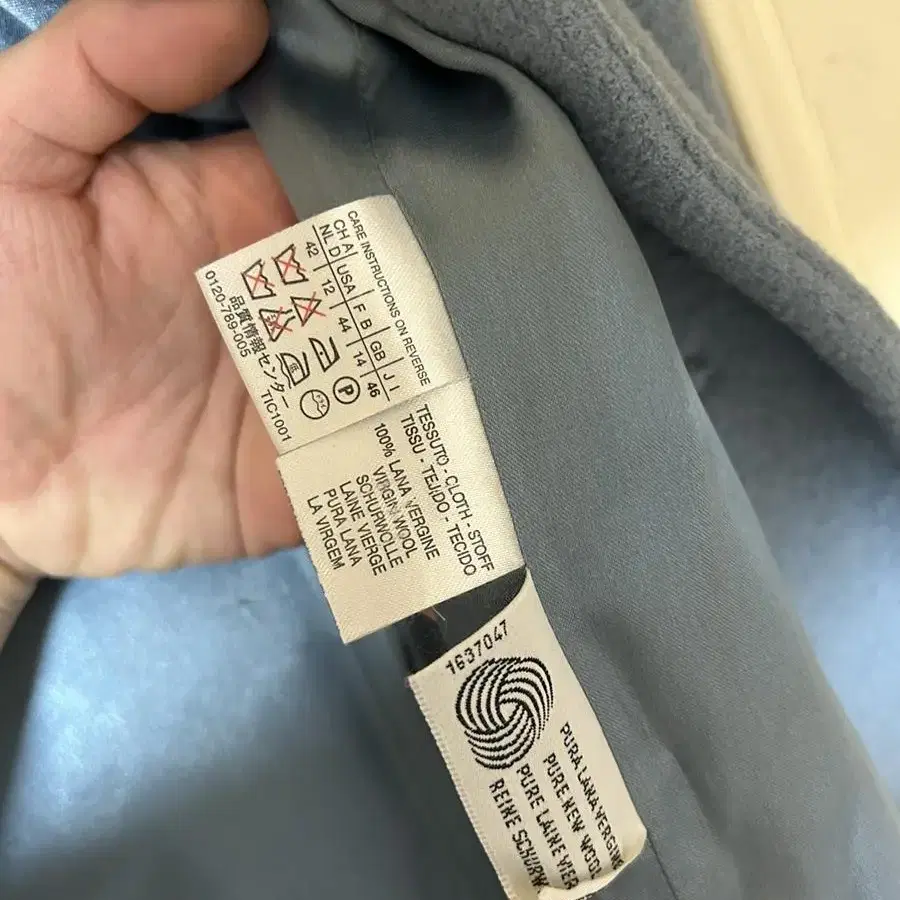 CARE INSTRUCTIONS ON REVERSE
CH A USA F B GB J I
NL D
42 12 44 14 46
P
品質情報センター TIC1001
0120-789-005
TESSUTO - CLOTH - STOFF
TISSU - TEJIDO - TECIDO
100% LANA VERGINE
VIRGIN WOOL
SCHURWOLLE
LAINE VIERGE
PURA LANA
LA VIRGEM
1637047
PURA LANA VERGINE
PURE NEW WOOL
PURE LAINE VIER
REINE SCHURW